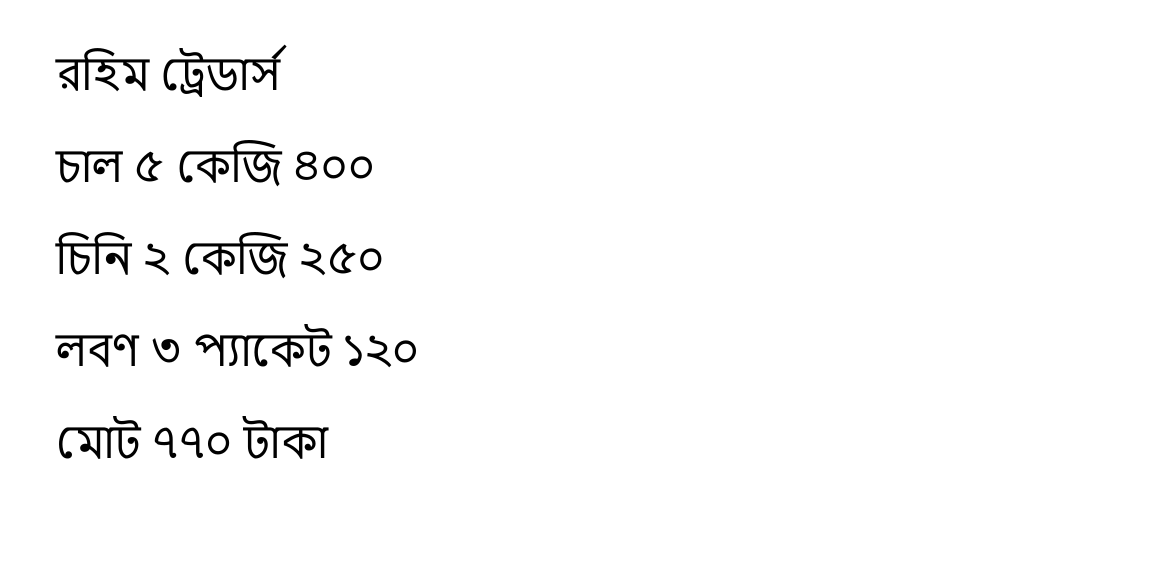 রহিম ট্রেডার্স
চাল ৫ কেজি ৪০০
চিনি ২ কেজি ২৫০
লবণ ৩ প্যাকেট ১২০
মোট ৭৭০ টাকা